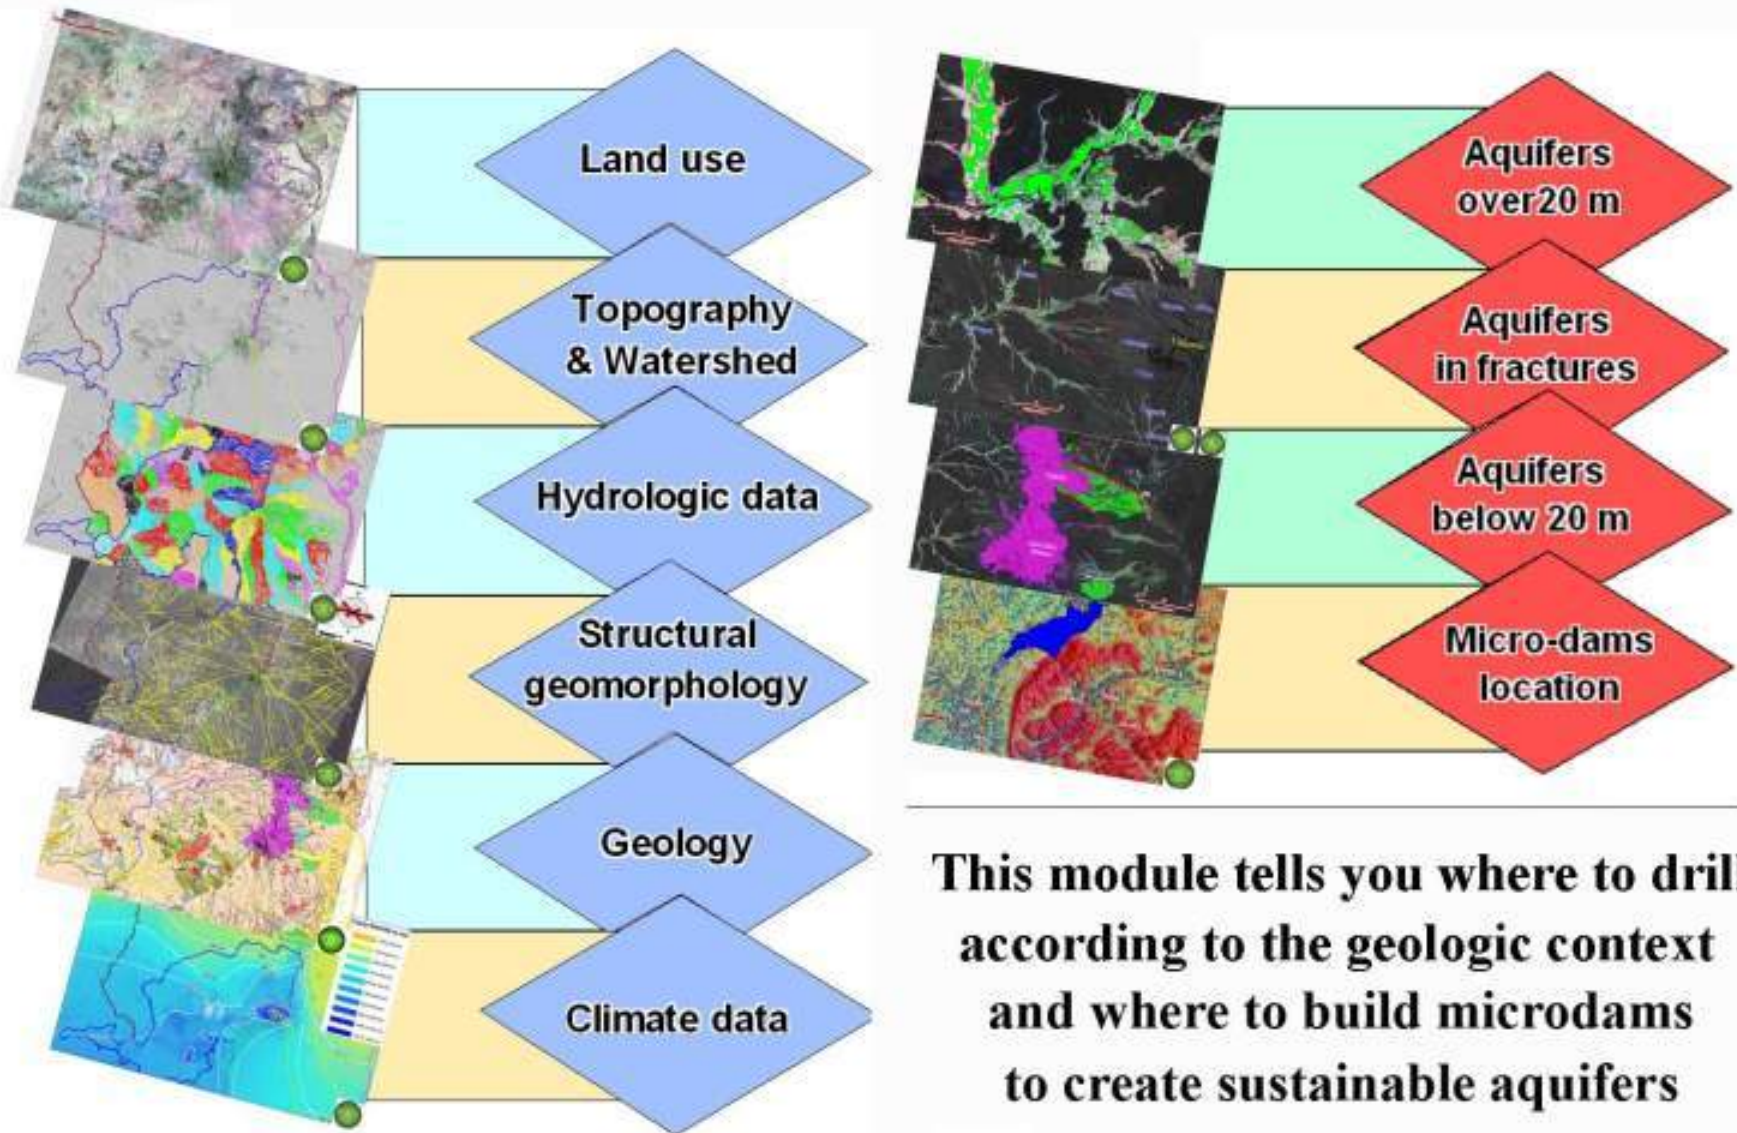 Land use
Topography
& Watershed
Hydrologic data
Structural
geomorphology
Geology
Climate data
Aquifers
over20 m
Aquifers
in fractures
Aquifers
below 20 m
Micro-dams
location
This module tells you where to drill
according to the geologic context
and where to build microdams
to create sustainable aquifers